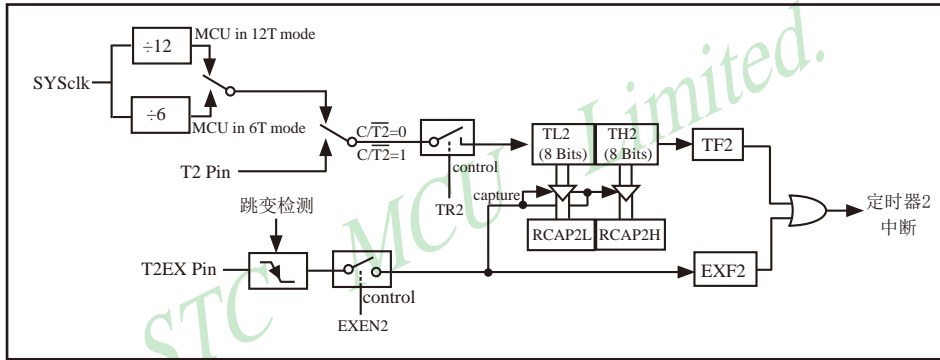 ÷12
MCU in 12T mode
SYSclk
÷6
MCU in 6T mode
T2 Pin
C/T2=0
C/T2=1
control
TR2
TL2
(8 Bits)
TH2
(8 Bits)
TF2
capture
RCAP2L
RCAP2H
定时器2
中断
跳变检测
T2EX Pin
control
EXEN2
EXF2
STC MCU Limited.